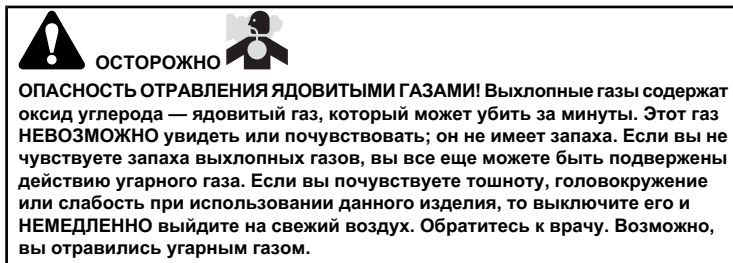 ОСТОРОЖНО
ОПАСНОСТЬ ОТРАВЛЕНИЯ ЯДОВИТЫМИ ГАЗАМИ! Выхлопные газы содержат
оксид углерода — ядовитый газ, который может убить за минуты. Этот газ
НЕВОЗМОЖНО увидеть или почувствовать; он не имеет запаха. Если вы не
чувствуете запаха выхлопных газов, вы все еще можете быть подвержены
действию угарного газа. Если вы почувствуете тошноту, головокружение
или слабость при использовании данного изделия, то выключите его и
НЕМЕДЛЕННО выйдите на свежий воздух. Обратитесь к врачу. Возможно,
вы отравились угарным газом.